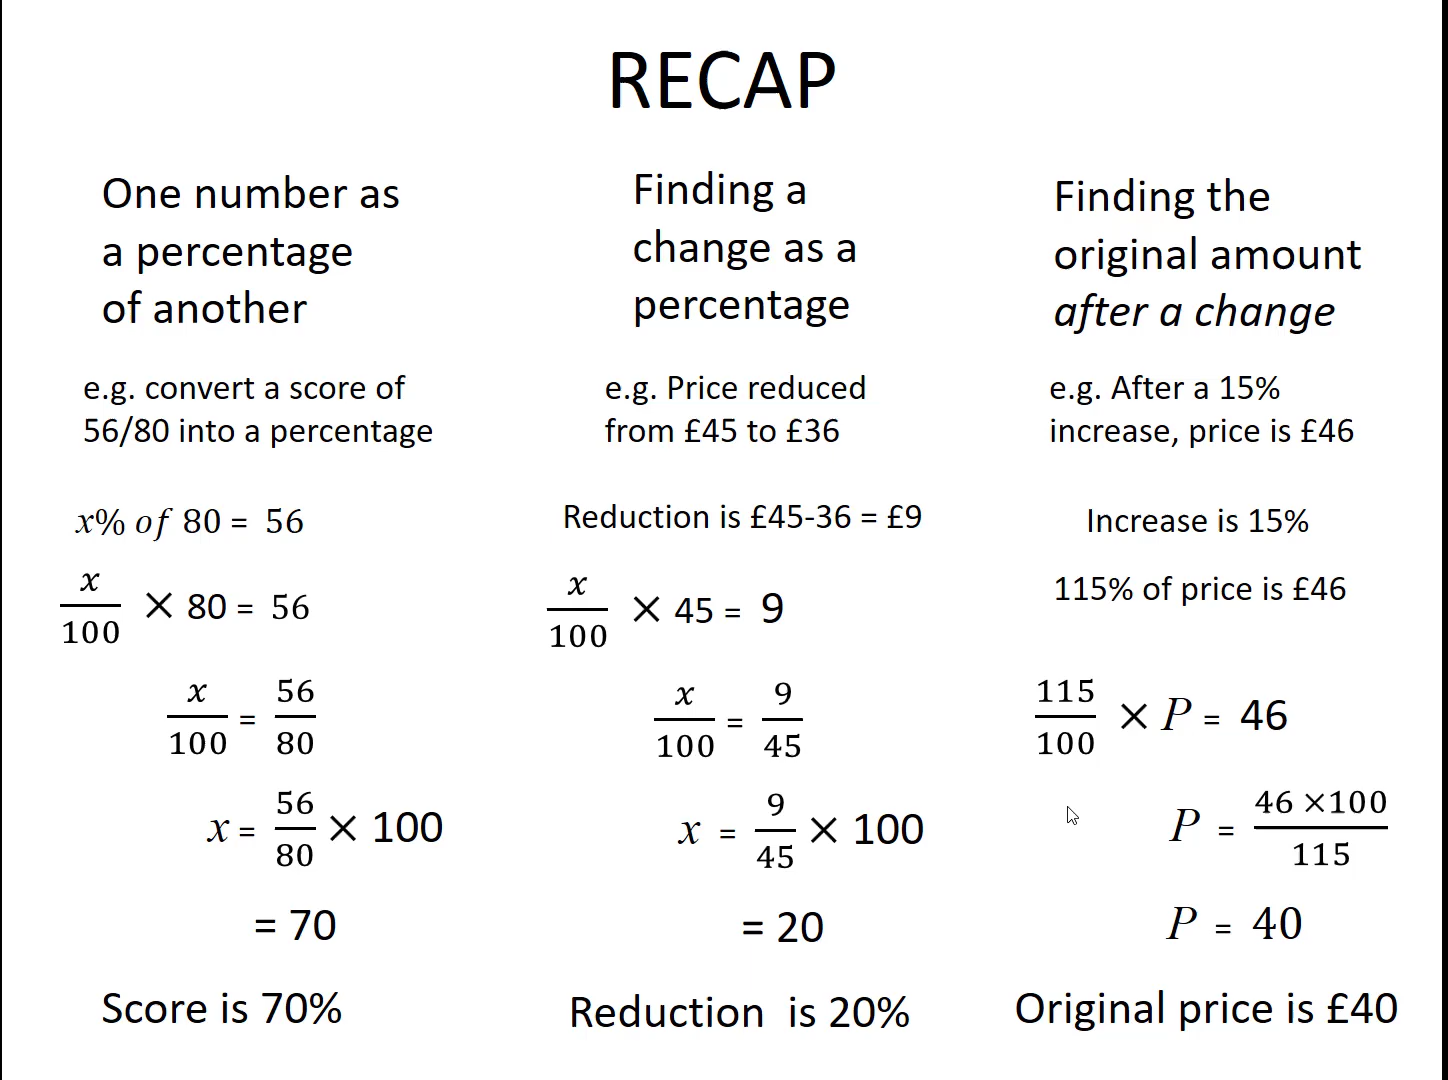 RECAP
One number as
a percentage
of another
e.g. convert a score of
56/80 into a percentage
x% of 80 = 56
x/100 × 80 = 56
x/100 = 56/80
x = 56/80 × 100
= 70
Score is 70%
Finding a
change as a
percentage
e.g. Price reduced
from £45 to £36
Reduction is £45-36 = £9
x/100 × 45 = 9
x/100 = 9/45
x = 9/45 × 100
= 20
Reduction is 20%
Finding the
original amount
after a change
e.g. After a 15%
increase, price is £46
Increase is 15%
115% of price is £46
115/100 × P = 46
P = 46 ×100/115
P = 40
Original price is £40